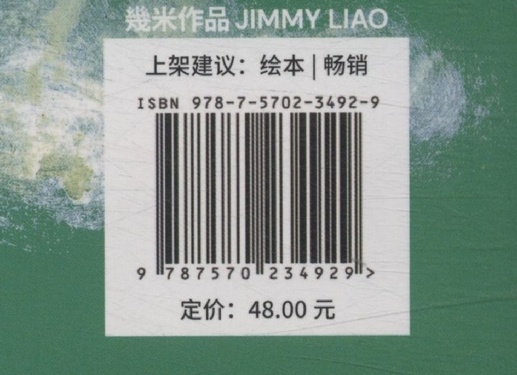 幾米作品 JIMMY LIAO
上架建议：绘本 | 畅销
ISBN 978-7-5702-3492-9
9 787570 234929 >
定价：48.00 元